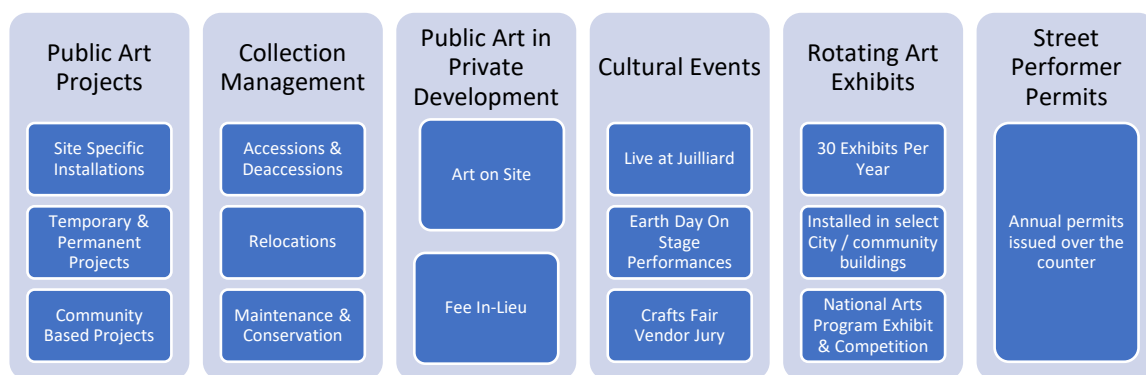 Public Art
Projects
Site Specific
Installations
Temporary &
Permanent
Projects
Community
Based Projects
Collection
Management
Accessions &
Deaccessions
Relocations
Maintenance &
Conservation
Public Art in
Private
Development
Art on Site
Fee In-Lieu
Cultural Events
Live at Juilliard
Earth Day On
Stage
Performances
Crafts Fair
Vendor Jury
Rotating Art
Exhibits
30 Exhibits Per
Year
Installed in select
City / community
buildings
National Arts
Program Exhibit
& Competition
Street
Performer
Permits
Annual permits
issued over the
counter